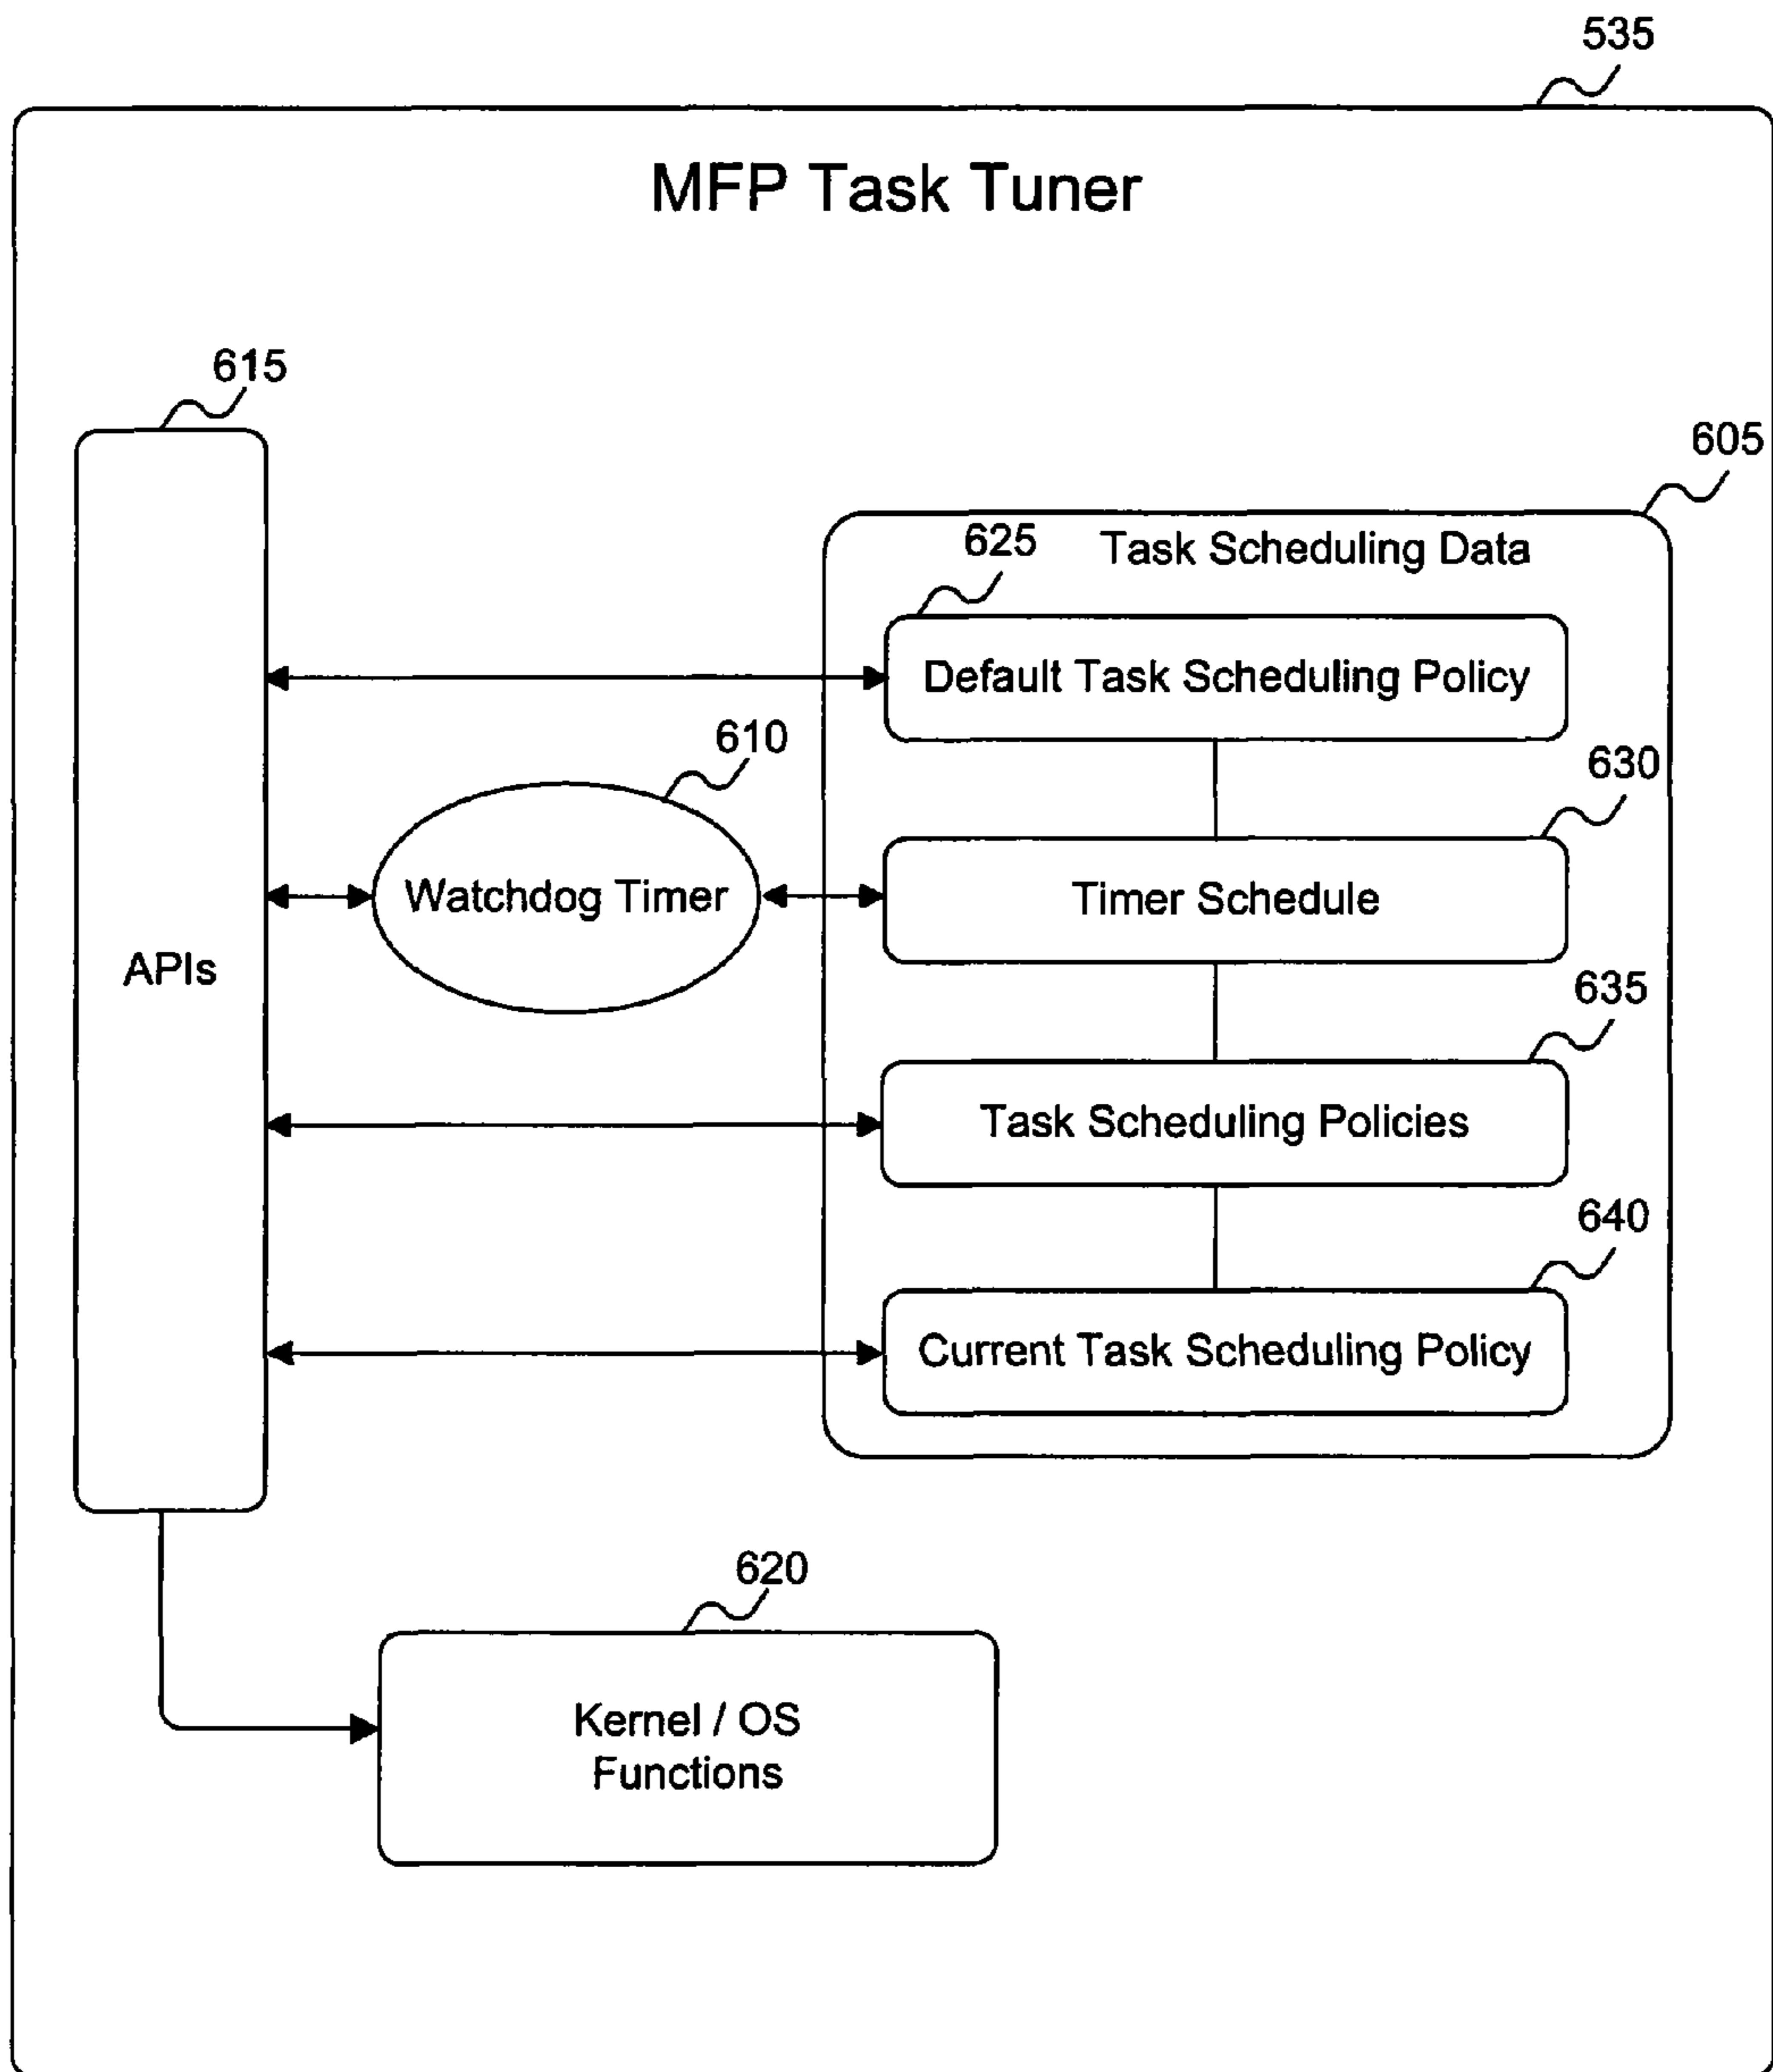 535
MFP Task Tuner
615
605
625
Task Scheduling Data
Default Task Scheduling Policy
610
630
Watchdog Timer
Timer Schedule
APIs
635
Task Scheduling Policies
640
Current Task Scheduling Policy
620
Kernel / OS
Functions